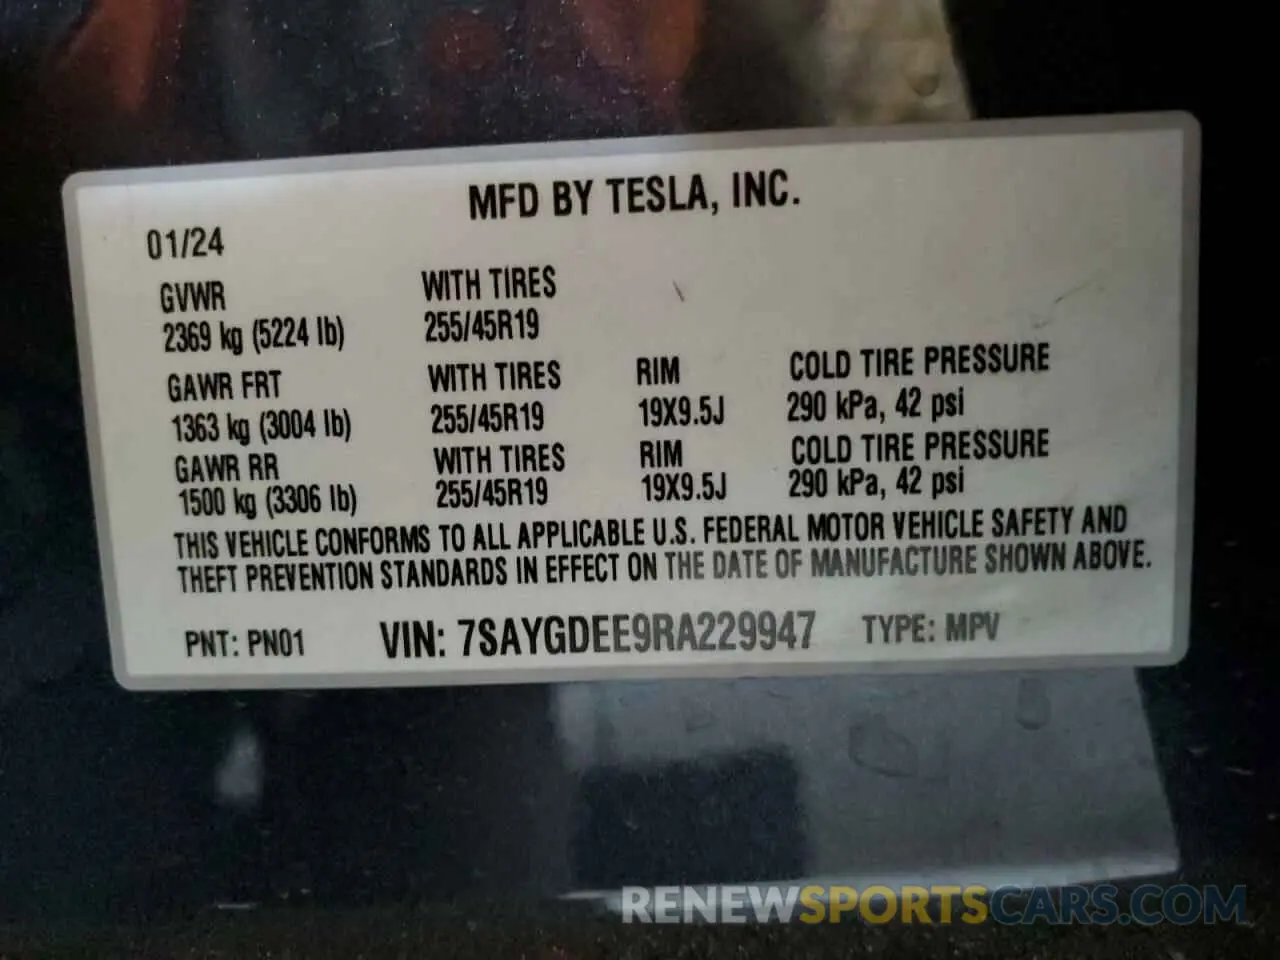 MFD BY TESLA, INC.
01/24
GVWR WITH TIRES
2369 kg (5224 lb) 255/45R19
GAWR FRT WITH TIRES RIM COLD TIRE PRESSURE
1363 kg (3004 lb) 255/45R19 19X9.5J 290 kPa, 42 psi
GAWR RR WITH TIRES RIM COLD TIRE PRESSURE
1500 kg (3306 lb) 255/45R19 19X9.5J 290 kPa, 42 psi
THIS VEHICLE CONFORMS TO ALL APPLICABLE U.S. FEDERAL MOTOR VEHICLE SAFETY AND
THEFT PREVENTION STANDARDS IN EFFECT ON THE DATE OF MANUFACTURE SHOWN ABOVE.
PNT: PN01 VIN: 7SAYGDEE9RA229947 TYPE: MPV
RENEWSPORTSCARS.COM